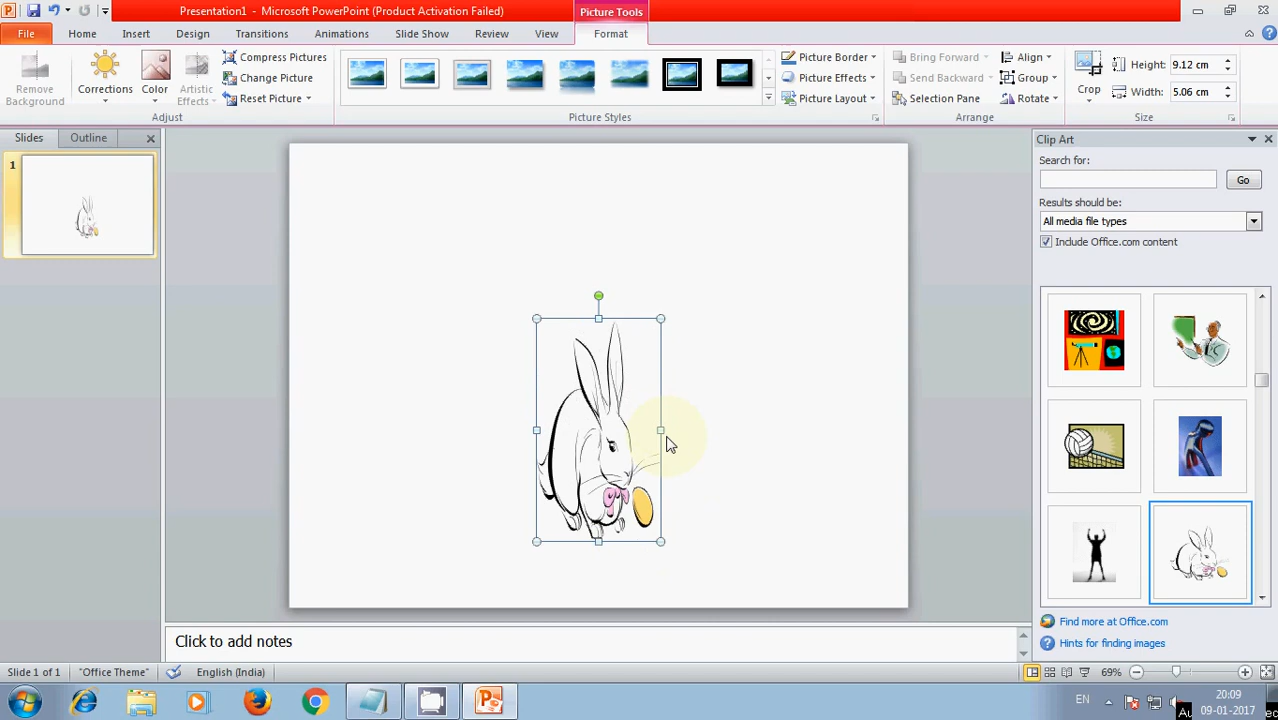 Presentation1 - Microsoft PowerPoint (Product Activation Failed)
Picture Tools
File
Home
Insert
Design
Transitions
Animations
Slide Show
Review
View
Format
Remove Background
Corrections
Color
Artistic Effects
Compress Pictures
Change Picture
Reset Picture
Adjust
Picture Styles
Picture Border
Picture Effects
Picture Layout
Bring Forward
Send Backward
Selection Pane
Align
Group
Rotate
Arrange
Crop
Height: 9.12 cm
Width: 5.06 cm
Size
Slides
Outline
1
Clip Art
Search for:
Go
Results should be:
All media file types
Include Office.com content
Find more at Office.com
Hints for finding images
Click to add notes
Slide 1 of 1
"Office Theme"
English (India)
69%
EN
20:09
09-01-2017